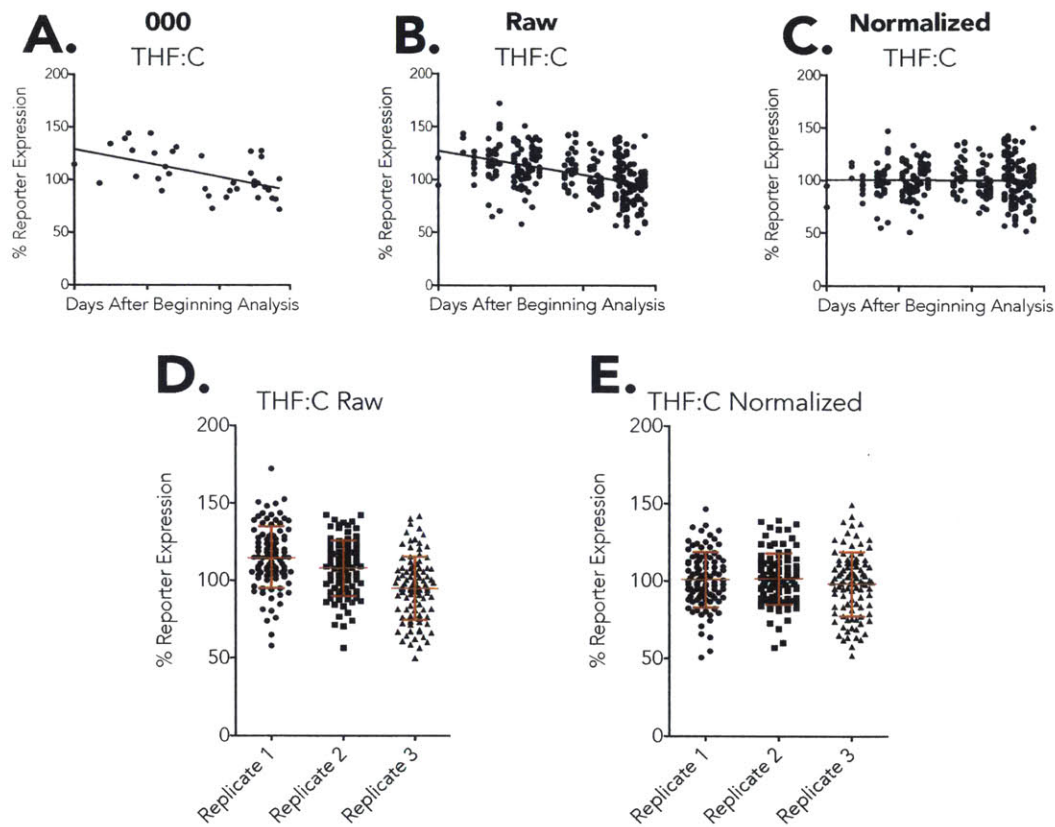 A.
000
THF:C
% Reporter Expression
200
150
100
50
0
Days After Beginning Analysis
B.
Raw
THF:C
% Reporter Expression
200
150
100
50
0
Days After Beginning Analysis
C.
Normalized
THF:C
% Reporter Expression
200
150
100
50
0
Days After Beginning Analysis
D.
THF:C Raw
% Reporter Expression
200
150
100
50
0
Replicate 1
Replicate 2
Replicate 3
E.
THF:C Normalized
% Reporter Expression
200
150
100
50
0
Replicate 1
Replicate 2
Replicate 3